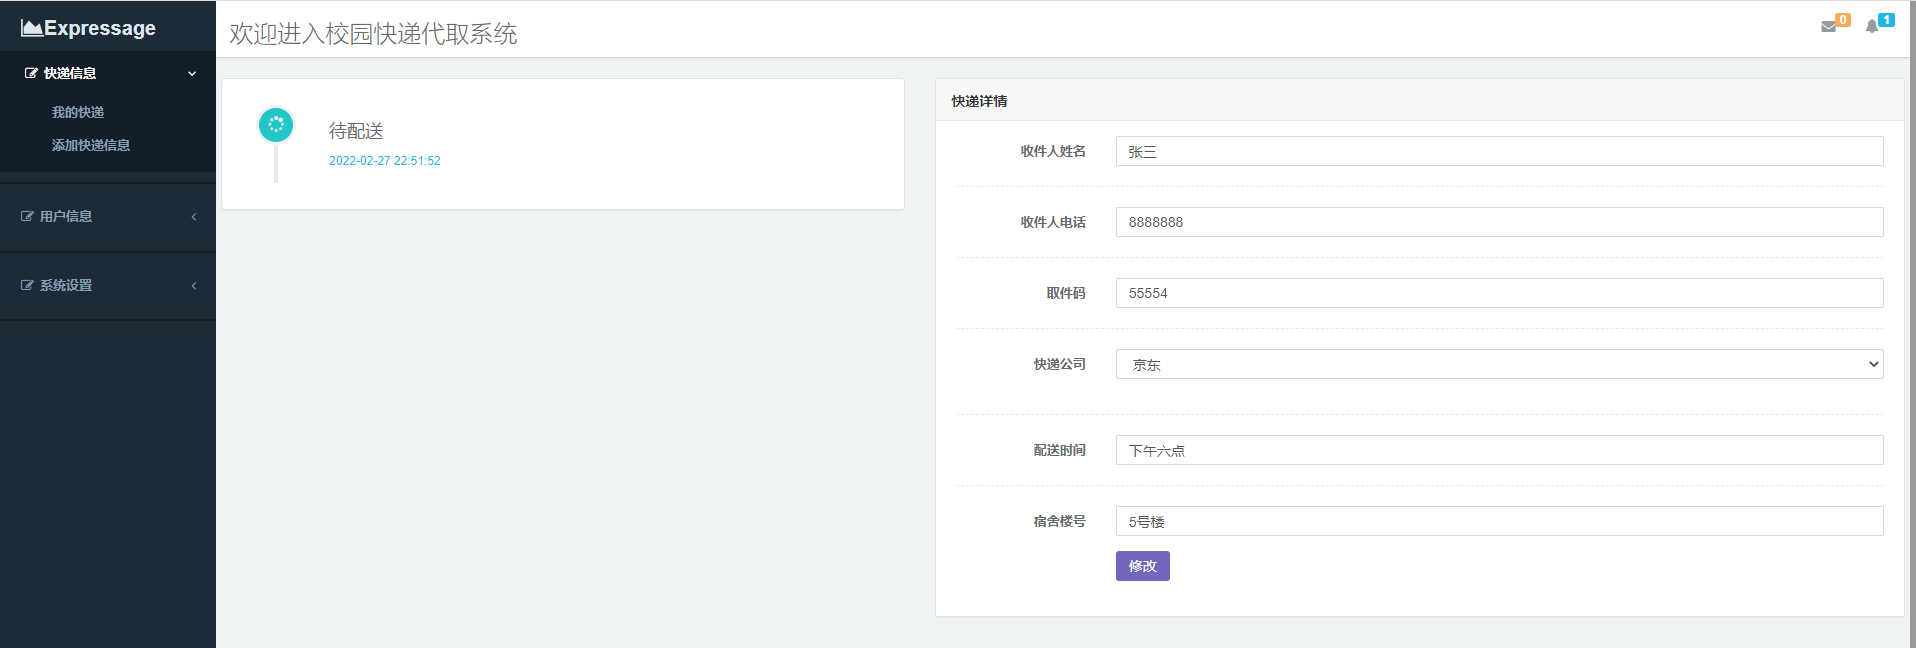 Expressage
欢迎进入校园快递代取系统
0
1
快递信息
我的快递
添加快递信息
用户信息
系统设置
待配送
2022-02-27 22:51:52
快递详情
收件人姓名 张三
收件人电话 8888888
取件码 55554
快递公司 京东
配送时间 下午六点
宿舍楼号 5号楼
修改